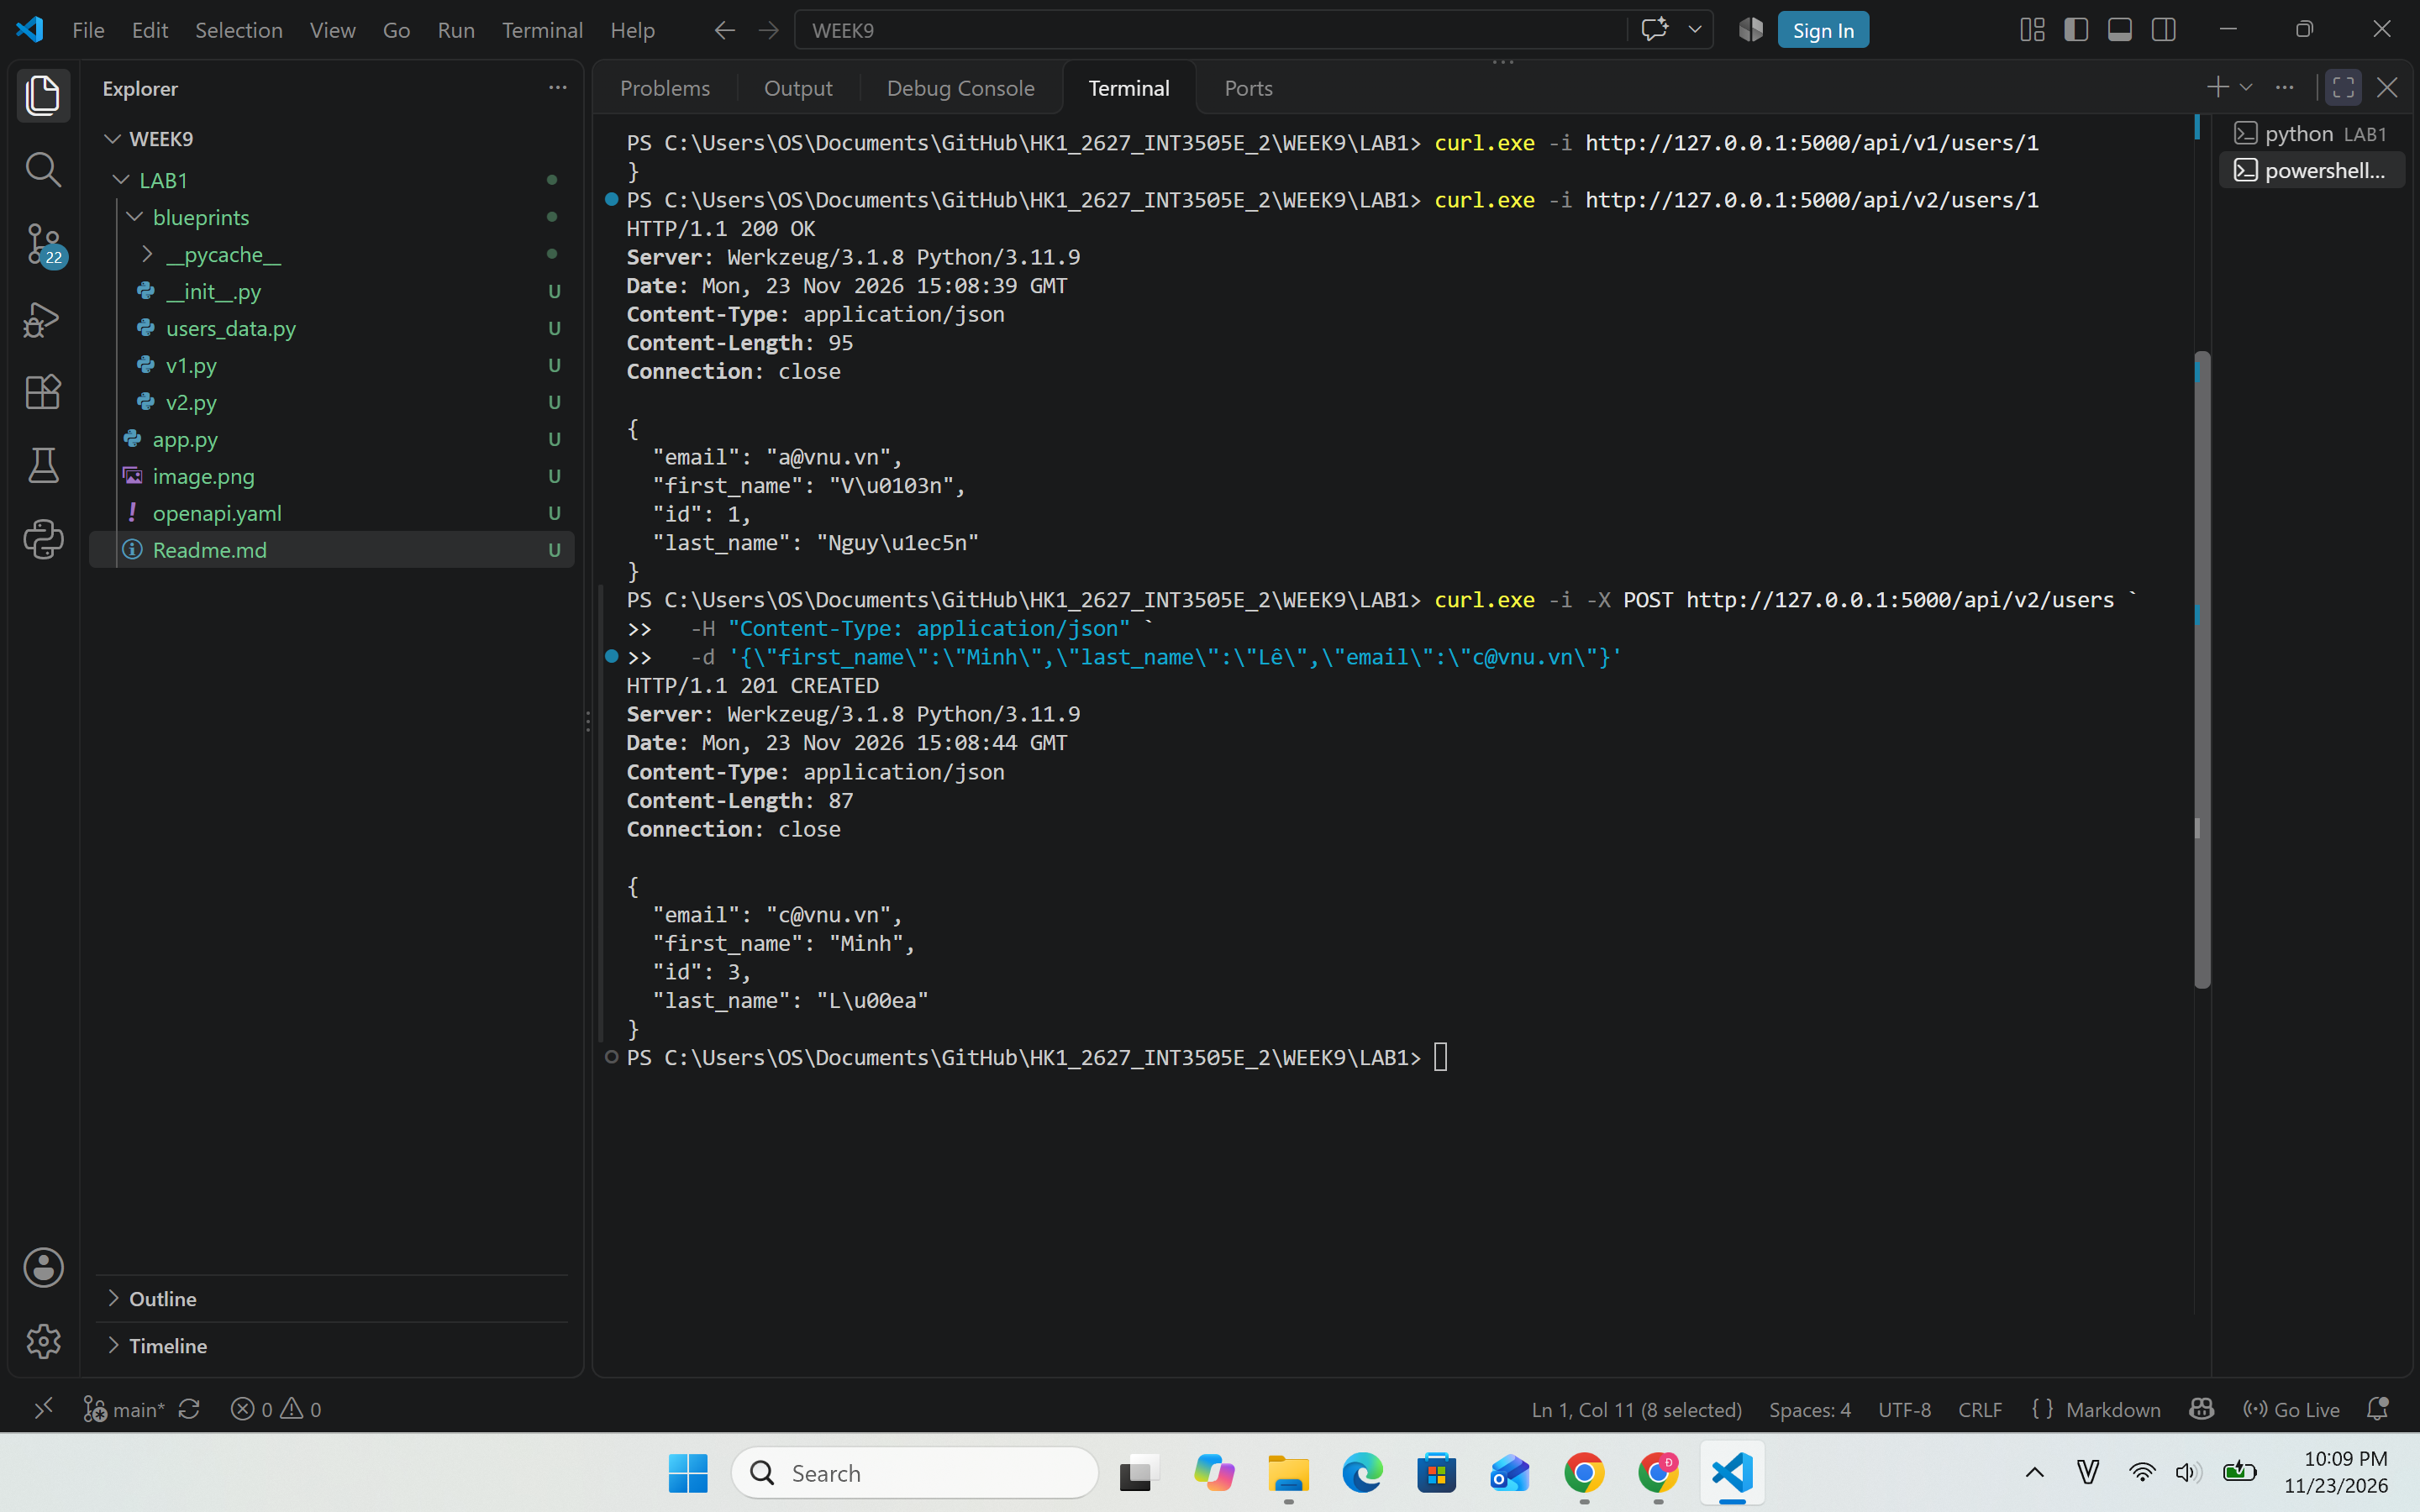 File Edit Selection View Go Run Terminal Help
WEEK9
Sign In
Explorer
WEEK9
LAB1
blueprints
__pycache__
__init__.py U
users_data.py U
v1.py U
v2.py U
app.py U
image.png U
openapi.yaml U
Readme.md U
22
Outline
Timeline
Problems Output Debug Console Terminal Ports
PS C:\Users\OS\Documents\GitHub\HK1_2627_INT3505E_2\WEEK9\LAB1> curl.exe -i http://127.0.0.1:5000/api/v1/users/1
}
PS C:\Users\OS\Documents\GitHub\HK1_2627_INT3505E_2\WEEK9\LAB1> curl.exe -i http://127.0.0.1:5000/api/v2/users/1
HTTP/1.1 200 OK
Server: Werkzeug/3.1.8 Python/3.11.9
Date: Mon, 23 Nov 2026 15:08:39 GMT
Content-Type: application/json
Content-Length: 95
Connection: close
{
"email": "a@vnu.vn",
"first_name": "V\u0103n",
"id": 1,
"last_name": "Nguy\u1ec5n"
}
PS C:\Users\OS\Documents\GitHub\HK1_2627_INT3505E_2\WEEK9\LAB1> curl.exe -i -X POST http://127.0.0.1:5000/api/v2/users `
>> -H "Content-Type: application/json" `
>> -d '{\"first_name\":\"Minh\",\"last_name\":\"Lê\",\"email\":\"c@vnu.vn\"}'
HTTP/1.1 201 CREATED
Server: Werkzeug/3.1.8 Python/3.11.9
Date: Mon, 23 Nov 2026 15:08:44 GMT
Content-Type: application/json
Content-Length: 87
Connection: close
{
"email": "c@vnu.vn",
"first_name": "Minh",
"id": 3,
"last_name": "L\u00ea"
}
PS C:\Users\OS\Documents\GitHub\HK1_2627_INT3505E_2\WEEK9\LAB1>
python LAB1
powershell...
main* 0 0
Ln 1, Col 11 (8 selected) Spaces: 4 UTF-8 CRLF { } Markdown Go Live
Search
V
10:09 PM
11/23/2026